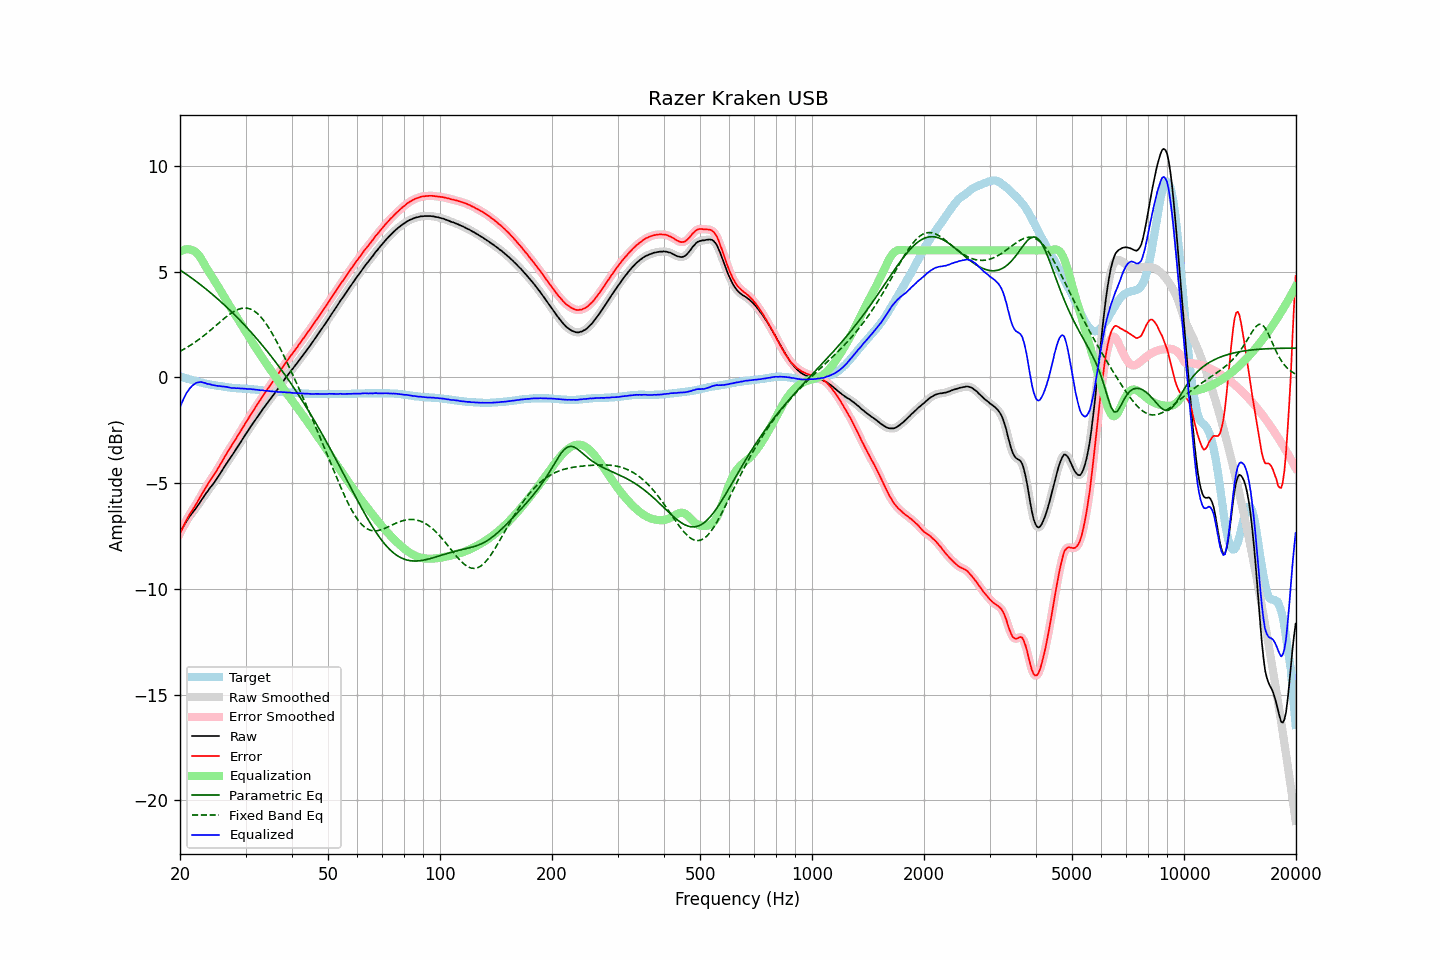 Razer Kraken USB
Amplitude (dBr)
10
5
0
−5
−10
−15
−20
Target
Raw Smoothed
Error Smoothed
Raw
Error
Equalization
Parametric Eq
Fixed Band Eq
Equalized
20
50
100
200
500
1000
2000
5000
10000
20000
Frequency (Hz)